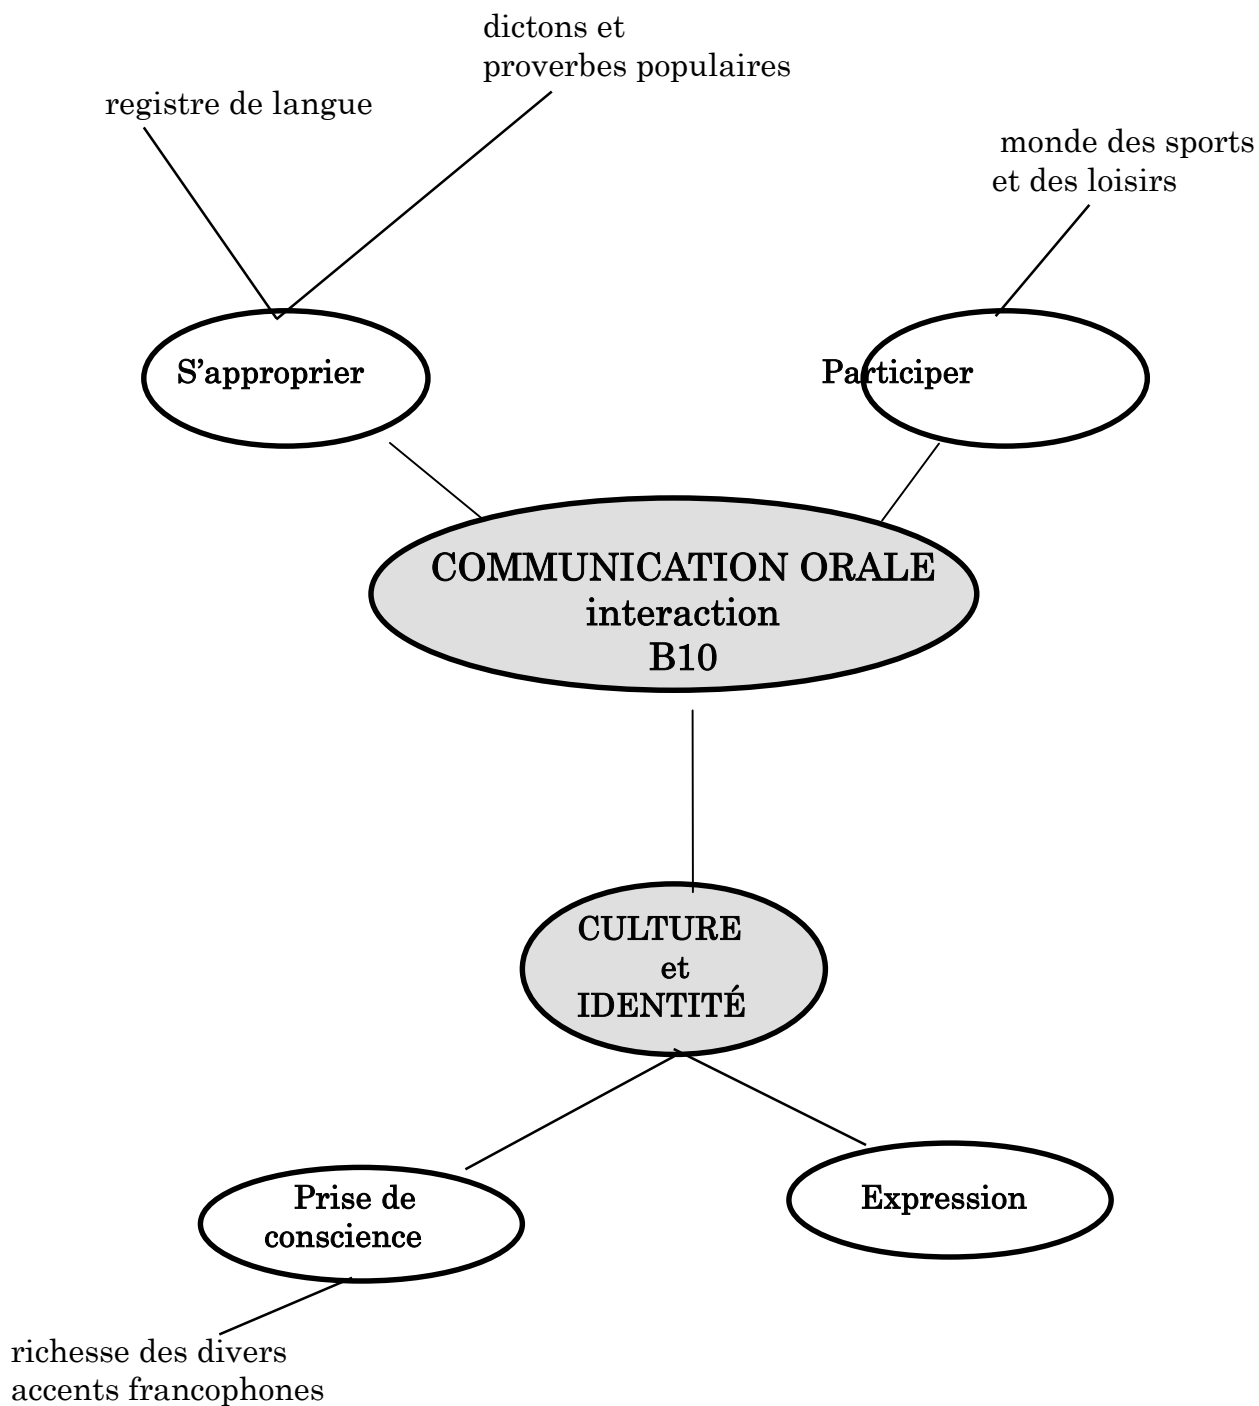 dictons et
proverbes populaires
registre de langue
monde des sports
et des loisirs
S’approprier
Participer
COMMUNICATION ORALE
interaction
B10
CULTURE
et
IDENTITÉ
Prise de
conscience
Expression
richesse des divers
accents francophones